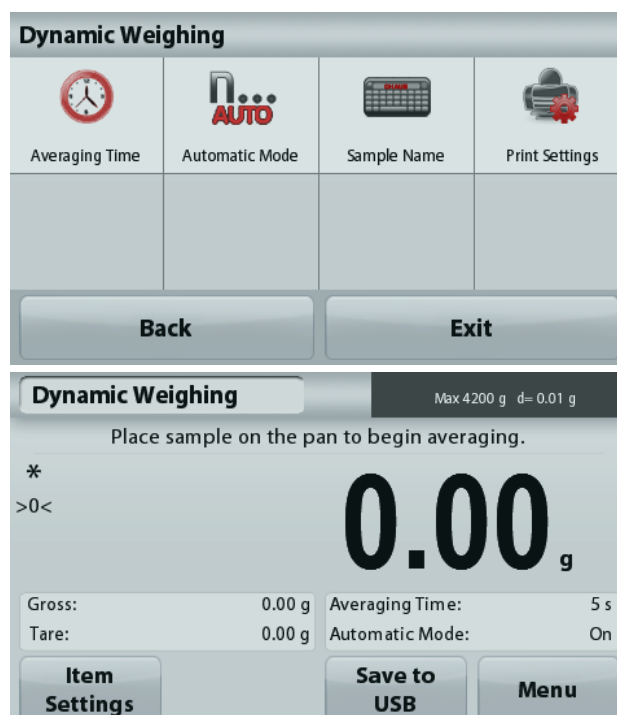 Dynamic Weighing
n...
AUTO
Averaging Time
Automatic Mode
Sample Name
Print Settings
Back
Exit
Dynamic Weighing
Max 4200 g d= 0.01 g
Place sample on the pan to begin averaging.
*
>0<
0.00 g
Gross: 0.00 g
Averaging Time: 5 s
Tare: 0.00 g
Automatic Mode: On
Item
Settings
Save to
USB
Menu